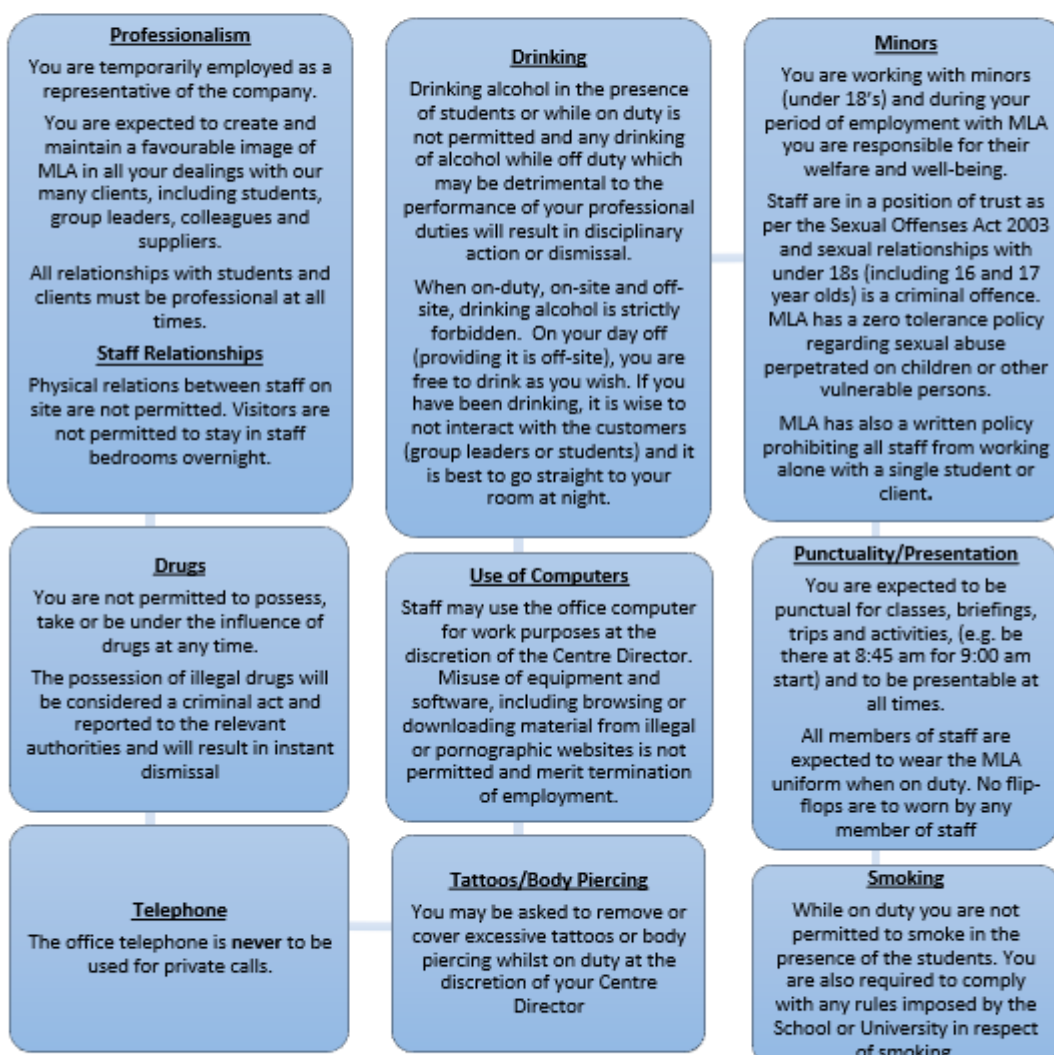 Professionalism
You are temporarily employed as a
representative of the company.
You are expected to create and
maintain a favourable image of
MLA in all your dealings with our
many clients, including students,
group leaders, colleagues and
suppliers.
All relationships with students and
clients must be professional at all
times.
Staff Relationships
Physical relations between staff on
site are not permitted. Visitors are
not permitted to stay in staff
bedrooms overnight.
Drugs
You are not permitted to possess,
take or be under the influence of
drugs at any time.
The possession of illegal drugs will
be considered a criminal act and
reported to the relevant
authorities and will result in instant
dismissal
Telephone
The office telephone is never to be
used for private calls.
Drinking
Drinking alcohol in the presence
of students or while on duty is
not permitted and any drinking
of alcohol while off duty which
may be detrimental to the
performance of your professional
duties will result in disciplinary
action or dismissal.
When on-duty, on-site and off-
site, drinking alcohol is strictly
forbidden. On your day off
(providing it is off-site), you are
free to drink as you wish. If you
have been drinking, it is wise to
not interact with the customers
(group leaders or students) and it
is best to go straight to your
room at night.
Use of Computers
Staff may use the office computer
for work purposes at the
discretion of the Centre Director.
Misuse of equipment and
software, including browsing or
downloading material from illegal
or pornographic websites is not
permitted and merit termination
of employment.
Tattoos/Body Piercing
You may be asked to remove or
cover excessive tattoos or body
piercing whilst on duty at the
discretion of your Centre
Director
Minors
You are working with minors
(under 18's) and during your
period of employment with MLA
you are responsible for their
welfare and well-being.
Staff are in a position of trust as
per the Sexual Offenses Act 2003
and sexual relationships with
under 18s (including 16 and 17
year olds) is a criminal offence.
MLA has a zero tolerance policy
regarding sexual abuse
perpetrated on children or other
vulnerable persons.
MLA has also a written policy
prohibiting all staff from working
alone with a single student or
client.
Punctuality/Presentation
You are expected to be
punctual for classes, briefings,
trips and activities, (e.g. be
there at 8:45 am for 9:00 am
start) and to be presentable at
all times.
All members of staff are
expected to wear the MLA
uniform when on duty. No flip-
flops are to worn by any
member of staff
Smoking
While on duty you are not
permitted to smoke in the
presence of the students. You
are also required to comply
with any rules imposed by the
School or University in respect
of smoking